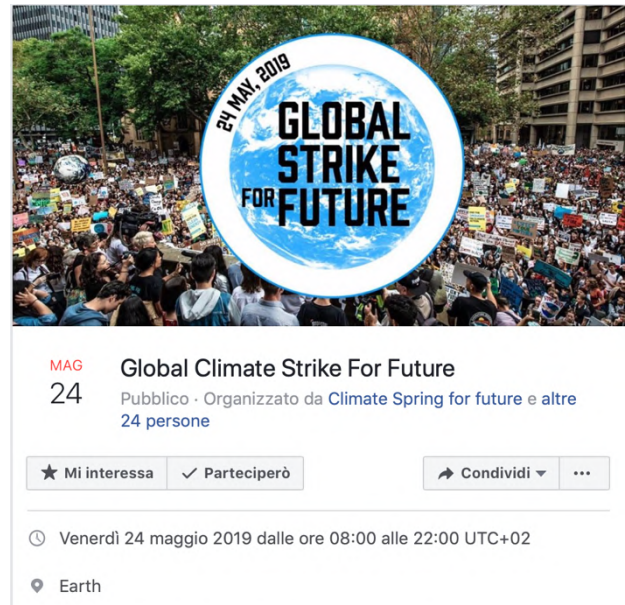 24 MAY, 2019
GLOBAL
STRIKE
FOR FUTURE
MAG
24
Global Climate Strike For Future
Pubblico · Organizzato da Climate Spring for future e altre
24 persone
Mi interessa
Parteciperò
Condividi
Venerdì 24 maggio 2019 dalle ore 08:00 alle 22:00 UTC+02
Earth